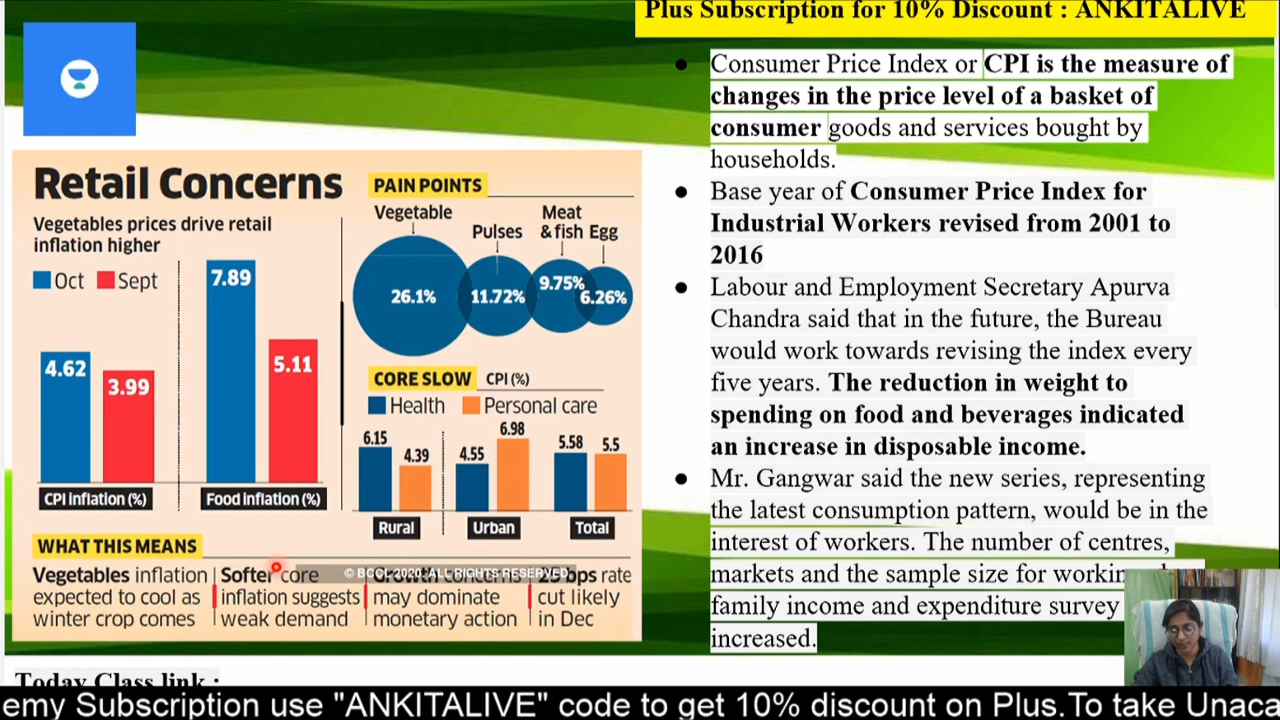 Plus Subscription for 10% Discount : ANKITALIVE
● Consumer Price Index or CPI is the measure of
changes in the price level of a basket of
consumer goods and services bought by
households.
● Base year of Consumer Price Index for
Industrial Workers revised from 2001 to
2016
● Labour and Employment Secretary Apurva
Chandra said that in the future, the Bureau
would work towards revising the index every
five years. The reduction in weight to
spending on food and beverages indicated
an increase in disposable income.
● Mr. Gangwar said the new series, representing
the latest consumption pattern, would be in the
interest of workers. The number of centres,
markets and the sample size for working
family income and expenditure survey
increased.
Retail Concerns
Vegetables prices drive retail
inflation higher
Oct Sept
4.62 3.99 7.89 5.11
CPI inflation (%) Food inflation (%)
PAIN POINTS
Vegetable Pulses Meat
& fish Egg
26.1% 11.72% 9.75% 6.26%
CORE SLOW CPI (%)
Health Personal care
6.15 4.39 4.55 6.98 5.58 5.5
Rural Urban Total
WHAT THIS MEANS
Vegetables inflation
expected to cool as
winter crop comes
Softer core
inflation suggests
weak demand
may dominate
monetary action
bps rate
cut likely
in Dec
© BCCL 2020. ALL RIGHTS RESERVED.
Today Class link :
emy Subscription use "ANKITALIVE" code to get 10% discount on Plus.To take Unaca